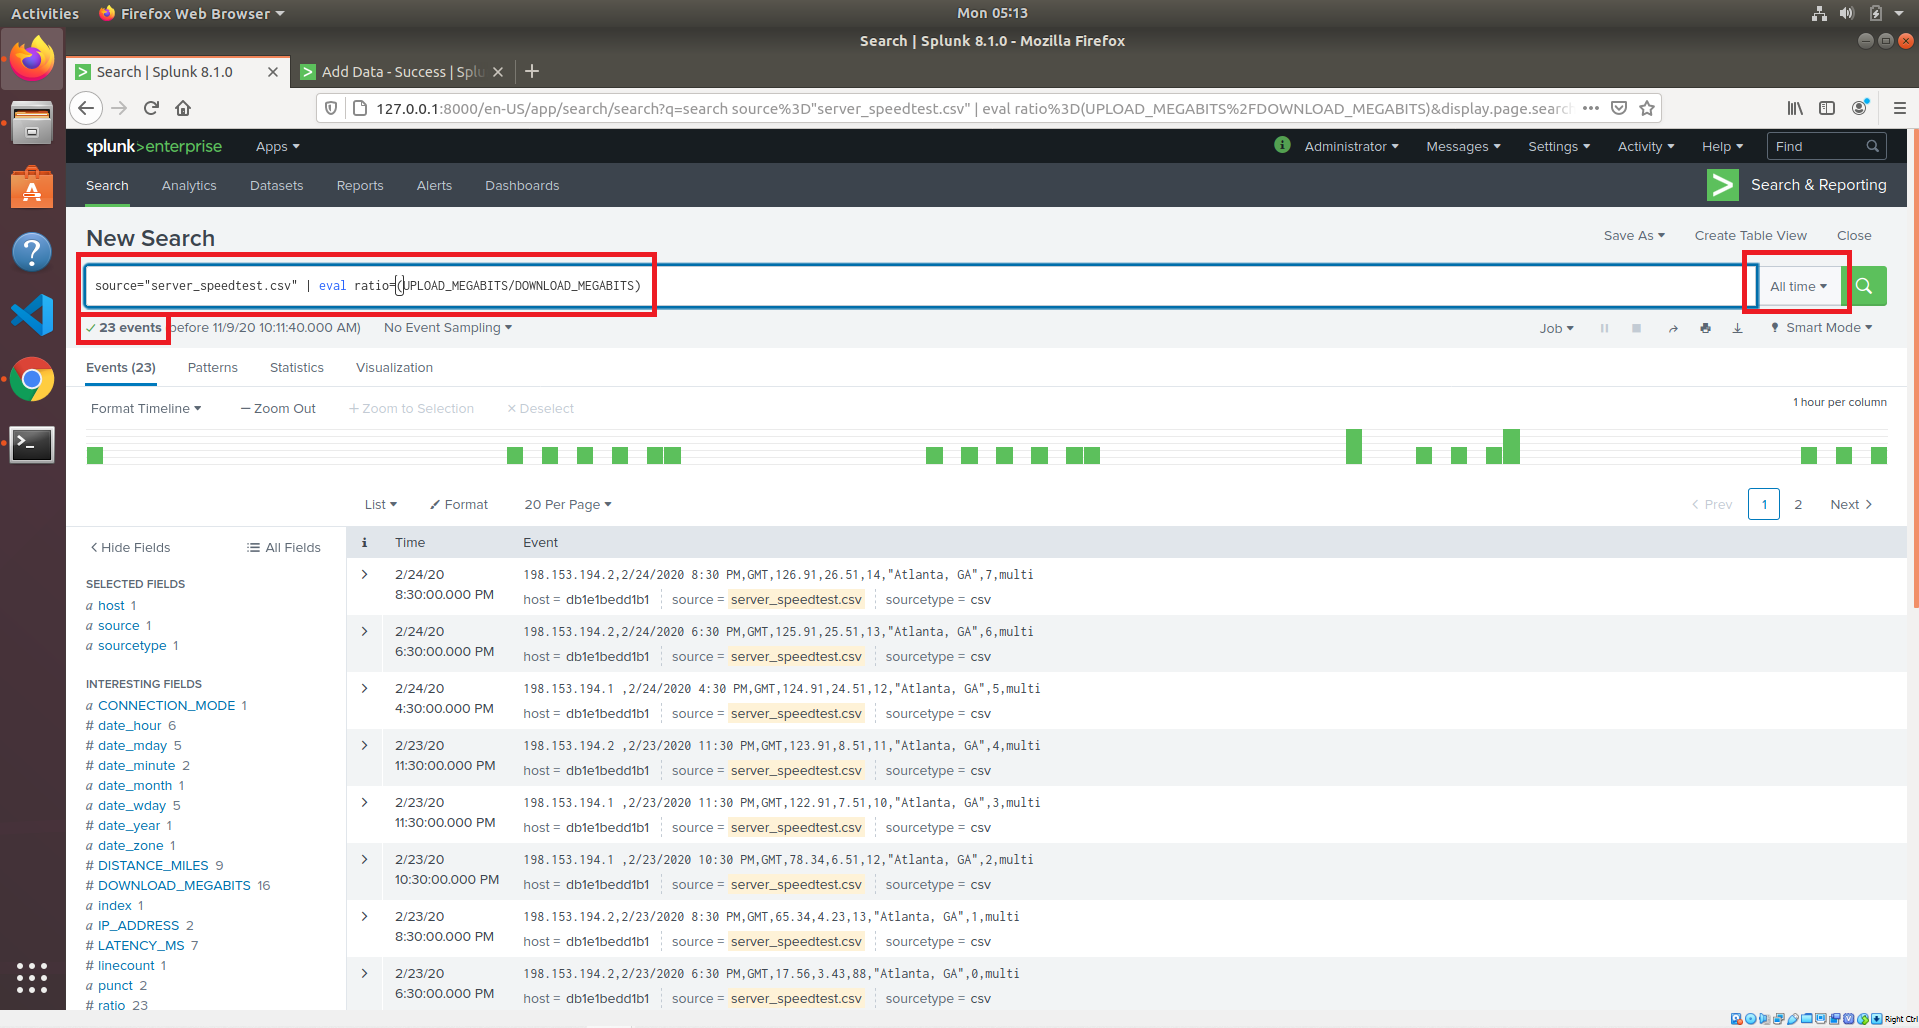 Activities Firefox Web Browser Mon 05:13
Search | Splunk 8.1.0 - Mozilla Firefox
Search | Splunk 8.1.0 Add Data - Success | Splu
127.0.0.1:8000/en-US/app/search/search?q=search source%3D"server_speedtest.csv" | eval ratio%3D(UPLOAD_MEGABITS%2FDOWNLOAD_MEGABITS)&display.page.search
splunk>enterprise Apps Administrator Messages Settings Activity Help Find
Search Analytics Datasets Reports Alerts Dashboards Search & Reporting
New Search Save As Create Table View Close
source="server_speedtest.csv" | eval ratio=(UPLOAD_MEGABITS/DOWNLOAD_MEGABITS) All time
23 events before 11/9/20 10:11:40.000 AM) No Event Sampling Job Smart Mode
Events (23) Patterns Statistics Visualization
Format Timeline Zoom Out Zoom to Selection Deselect 1 hour per column
List Format 20 Per Page Prev 1 2 Next
Hide Fields All Fields
SELECTED FIELDS
a host 1
a source 1
a sourcetype 1
INTERESTING FIELDS
a CONNECTION_MODE 1
# date_hour 6
# date_mday 5
# date_minute 2
a date_month 1
a date_wday 5
# date_year 1
a date_zone 1
# DISTANCE_MILES 9
# DOWNLOAD_MEGABITS 16
a index 1
a IP_ADDRESS 2
# LATENCY_MS 7
# linecount 1
a punct 2
# ratio 23
i Time Event
2/24/20 198.153.194.2,2/24/2020 8:30 PM,GMT,126.91,26.51,14,"Atlanta, GA",7,multi
8:30:00.000 PM host = db1e1bedd1b1 source = server_speedtest.csv sourcetype = csv
2/24/20 198.153.194.2,2/24/2020 6:30 PM,GMT,125.91,25.51,13,"Atlanta, GA",6,multi
6:30:00.000 PM host = db1e1bedd1b1 source = server_speedtest.csv sourcetype = csv
2/24/20 198.153.194.1 ,2/24/2020 4:30 PM,GMT,124.91,24.51,12,"Atlanta, GA",5,multi
4:30:00.000 PM host = db1e1bedd1b1 source = server_speedtest.csv sourcetype = csv
2/23/20 198.153.194.2 ,2/23/2020 11:30 PM,GMT,123.91,8.51,11,"Atlanta, GA",4,multi
11:30:00.000 PM host = db1e1bedd1b1 source = server_speedtest.csv sourcetype = csv
2/23/20 198.153.194.1 ,2/23/2020 11:30 PM,GMT,122.91,7.51,10,"Atlanta, GA",3,multi
11:30:00.000 PM host = db1e1bedd1b1 source = server_speedtest.csv sourcetype = csv
2/23/20 198.153.194.1 ,2/23/2020 10:30 PM,GMT,78.34,6.51,12,"Atlanta, GA",2,multi
10:30:00.000 PM host = db1e1bedd1b1 source = server_speedtest.csv sourcetype = csv
2/23/20 198.153.194.2,2/23/2020 8:30 PM,GMT,65.34,4.23,13,"Atlanta, GA",1,multi
8:30:00.000 PM host = db1e1bedd1b1 source = server_speedtest.csv sourcetype = csv
2/23/20 198.153.194.2,2/23/2020 6:30 PM,GMT,17.56,3.43,88,"Atlanta, GA",0,multi
6:30:00.000 PM host = db1e1bedd1b1 source = server_speedtest.csv sourcetype = csv
Right Ctrl